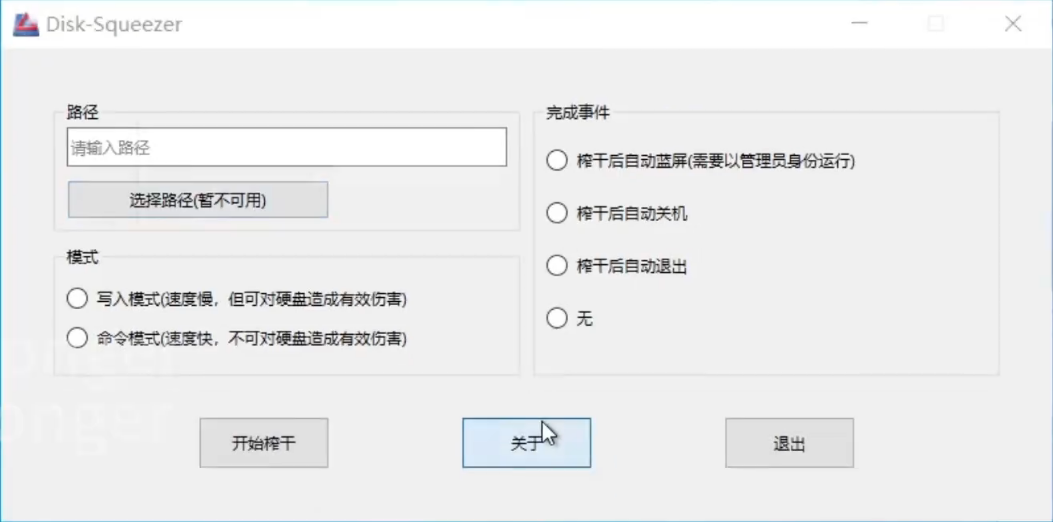 Disk-Squeezer
路径
请输入路径
选择路径(暂不可用)
模式
写入模式(速度慢，但可对硬盘造成有效伤害)
命令模式(速度快，不可对硬盘造成有效伤害)
完成事件
榨干后自动蓝屏(需要以管理员身份运行)
榨干后自动关机
榨干后自动退出
无
开始榨干
关于
退出
onger
onger